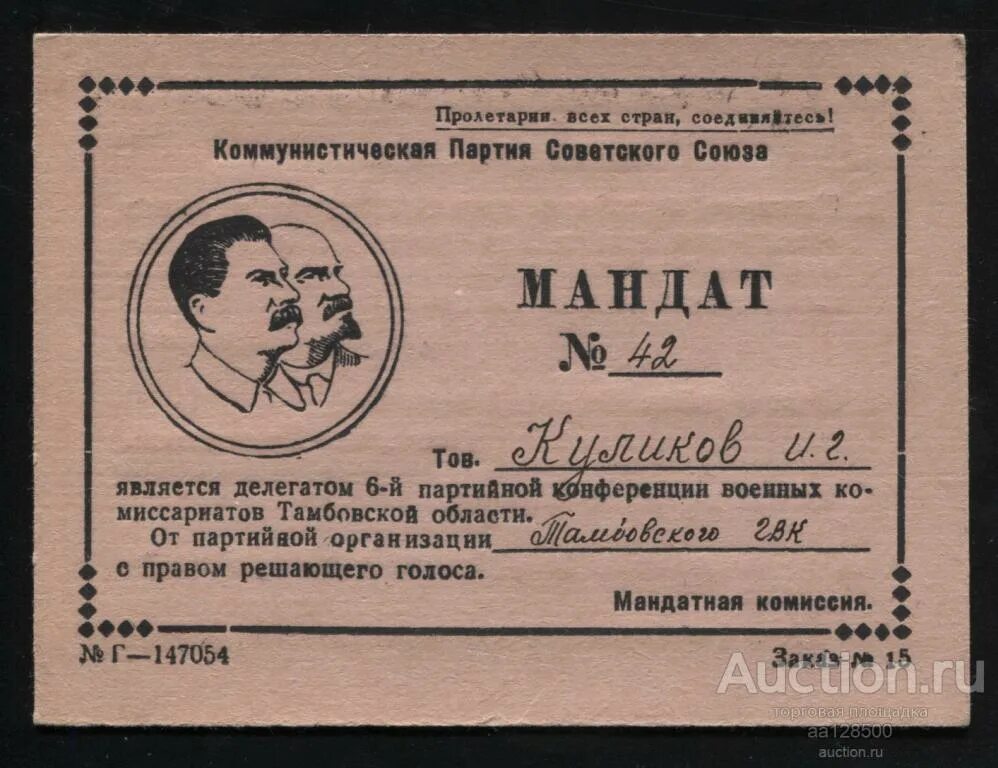 Пролетарии всех стран, соединяйтесь!
Коммунистическая Партия Советского Союза
МАНДАТ
№ 42
Тов. Куликов И.Г.
является делегатом 6-й партийной конференции военных ко-
миссариатов Тамбовской области.
От партийной организации Тамбовского ГВК
с правом решающего голоса.
Мандатная комиссия.
№ Г—147054
Заказ № 15
Auction.ru
торговая площадка
aa128500
auction.ru